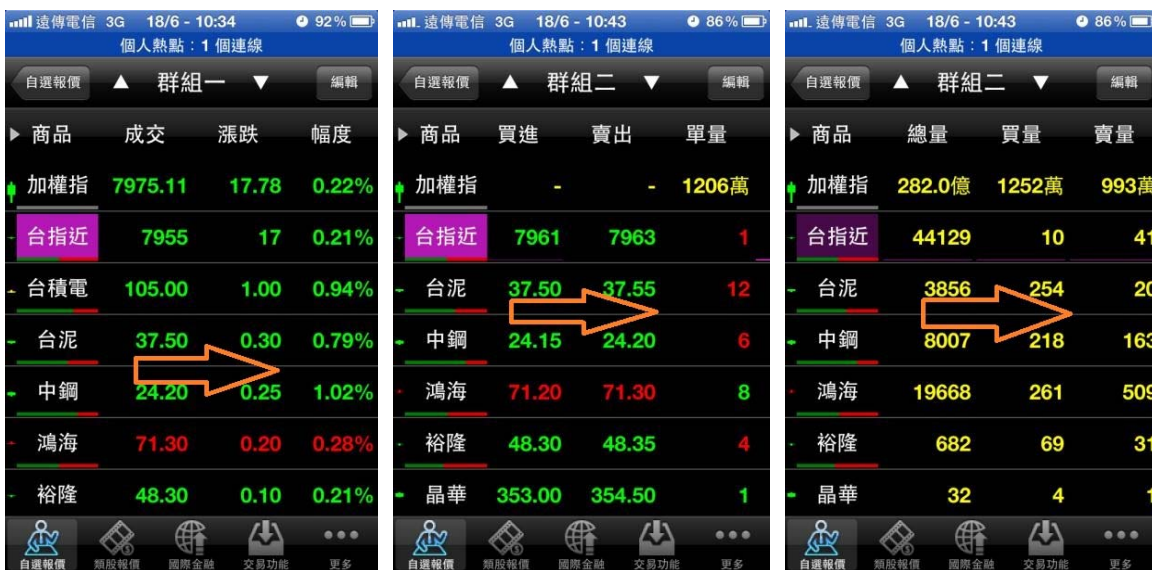 遠傳電信 3G 18/6 - 10:34 92%
個人熱點：1 個連線
自選報價 ▲ 群組一 ▼ 編輯
商品 成交 漲跌 幅度
加權指 7975.11 17.78 0.22%
台指近 7955 17 0.21%
台積電 105.00 1.00 0.94%
台泥 37.50 0.30 0.79%
中鋼 24.20 0.25 1.02%
鴻海 71.30 0.20 0.28%
裕隆 48.30 0.10 0.21%
自選報價 類股報價 國際金融 交易功能 更多
遠傳電信 3G 18/6 - 10:43 86%
個人熱點：1 個連線
自選報價 ▲ 群組二 ▼ 編輯
商品 買進 賣出 單量
加權指 - - 1206萬
台指近 7961 7963 1
台泥 37.50 37.55 12
中鋼 24.15 24.20 6
鴻海 71.20 71.30 8
裕隆 48.30 48.35 4
晶華 353.00 354.50 1
自選報價 類股報價 國際金融 交易功能 更多
遠傳電信 3G 18/6 - 10:43 86%
個人熱點：1 個連線
自選報價 ▲ 群組二 ▼ 編輯
商品 總量 買量 賣量
加權指 282.0億 1252萬 993萬
台指近 44129 10 41
台泥 3856 254 20
中鋼 8007 218 163
鴻海 19668 261 509
裕隆 682 69 31
晶華 32 4 1
自選報價 類股報價 國際金融 交易功能 更多